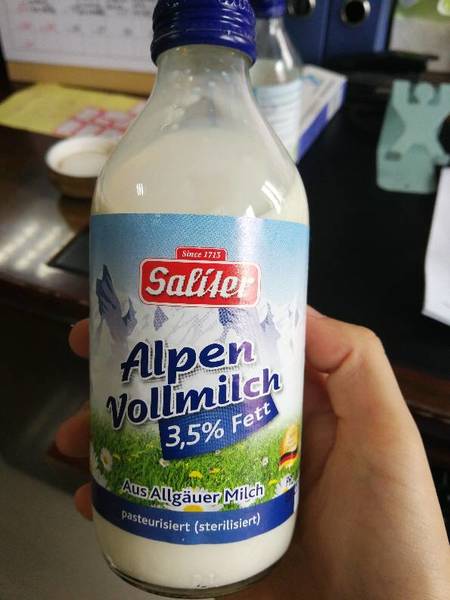 Since 1713
Saliter
Alpen
Vollmilch
3,5% Fett
Aus Allgäuer Milch
pasteurisiert (sterilisiert)